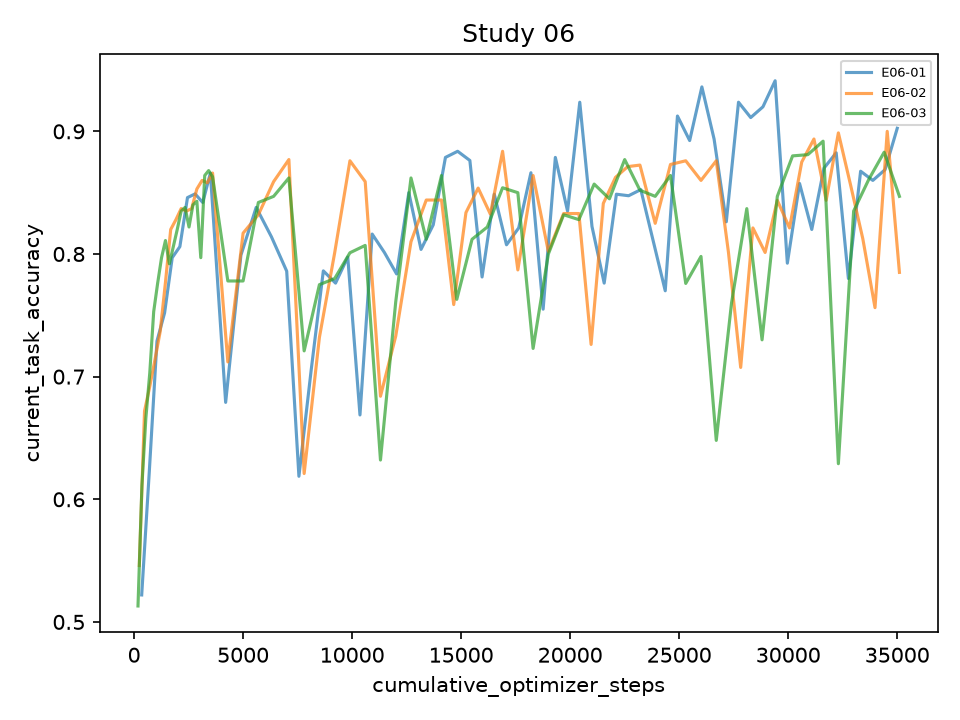 Study 06
E06-01
E06-02
E06-03
current_task_accuracy
0.9
0.8
0.7
0.6
0.5
0
5000
10000
15000
20000
25000
30000
35000
cumulative_optimizer_steps